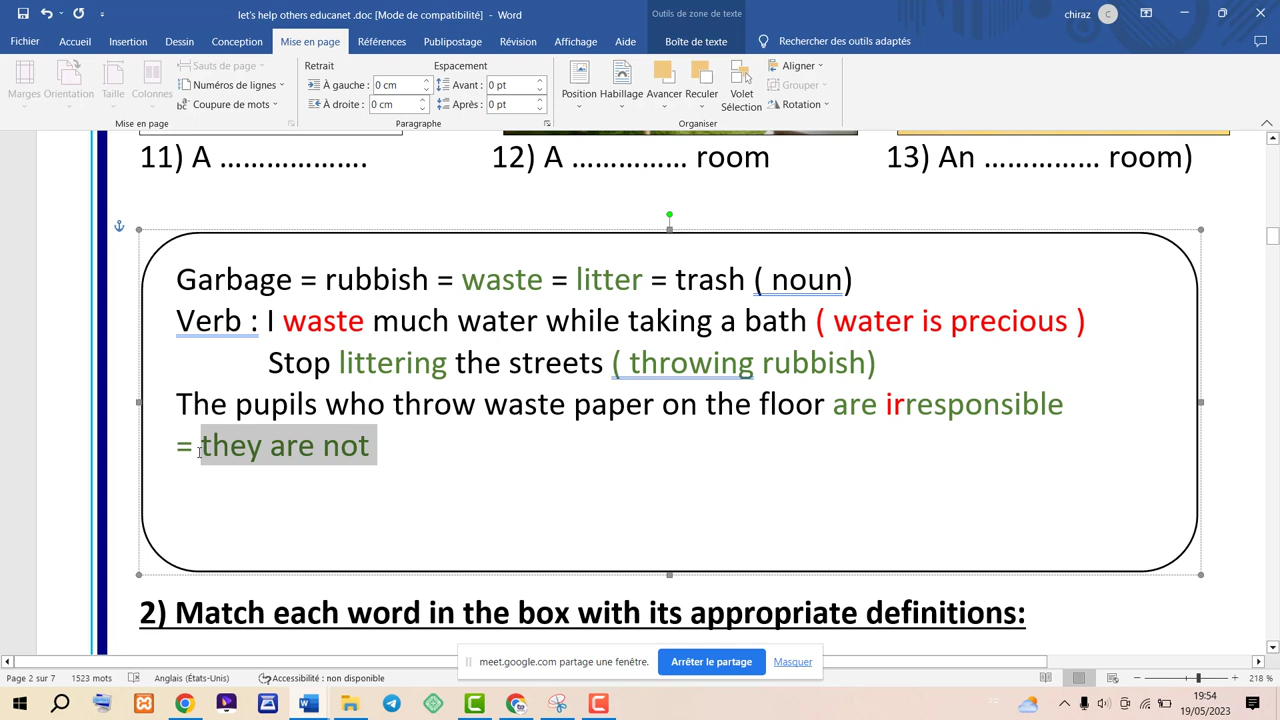 let's help others educanet .doc [Mode de compatibilité] - Word
Outils de zone de texte
chiraz
C
Fichier Accueil Insertion Dessin Conception Mise en page Références Publipostage Révision Affichage Aide Boîte de texte Rechercher des outils adaptés
Marges Orientation Taille Colonnes
Sauts de page
Numéros de lignes
Coupure de mots
Mise en page
Retrait
À gauche : 0 cm
À droite : 0 cm
Espacement
Avant : 0 pt
Après : 0 pt
Paragraphe
Position Habillage Avancer Reculer Volet Sélection
Aligner
Grouper
Rotation
Organiser
11) A ………………. 12) A …………… room 13) An …………… room)
Garbage = rubbish = waste = litter = trash ( noun)
Verb : I waste much water while taking a bath ( water is precious )
Stop littering the streets ( throwing rubbish)
The pupils who throw waste paper on the floor are irresponsible
= they are not
2) Match each word in the box with its appropriate definitions:
meet.google.com partage une fenêtre. Arrêter le partage Masquer
Page 2 sur 7 1523 mots Anglais (États-Unis) Accessibilité : non disponible 218 %
19:54
19/05/2023